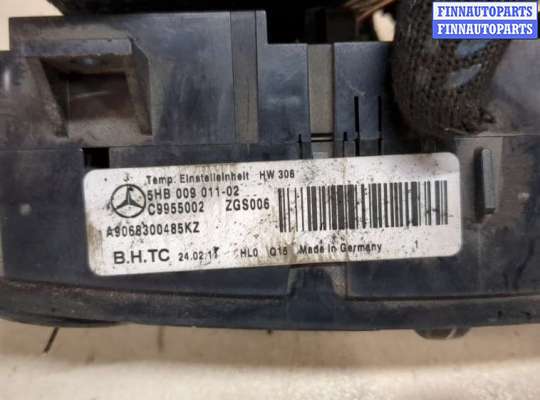 FINNAUTOPARTS
FINNAUTOPARTS
Temp. Einstelleinheit HW 306
5HB 009 011-02
C9955002 ZGS006
A9068300485KZ
B.H.TC 24.02.11 HL0 Q16 Made in Germany 1